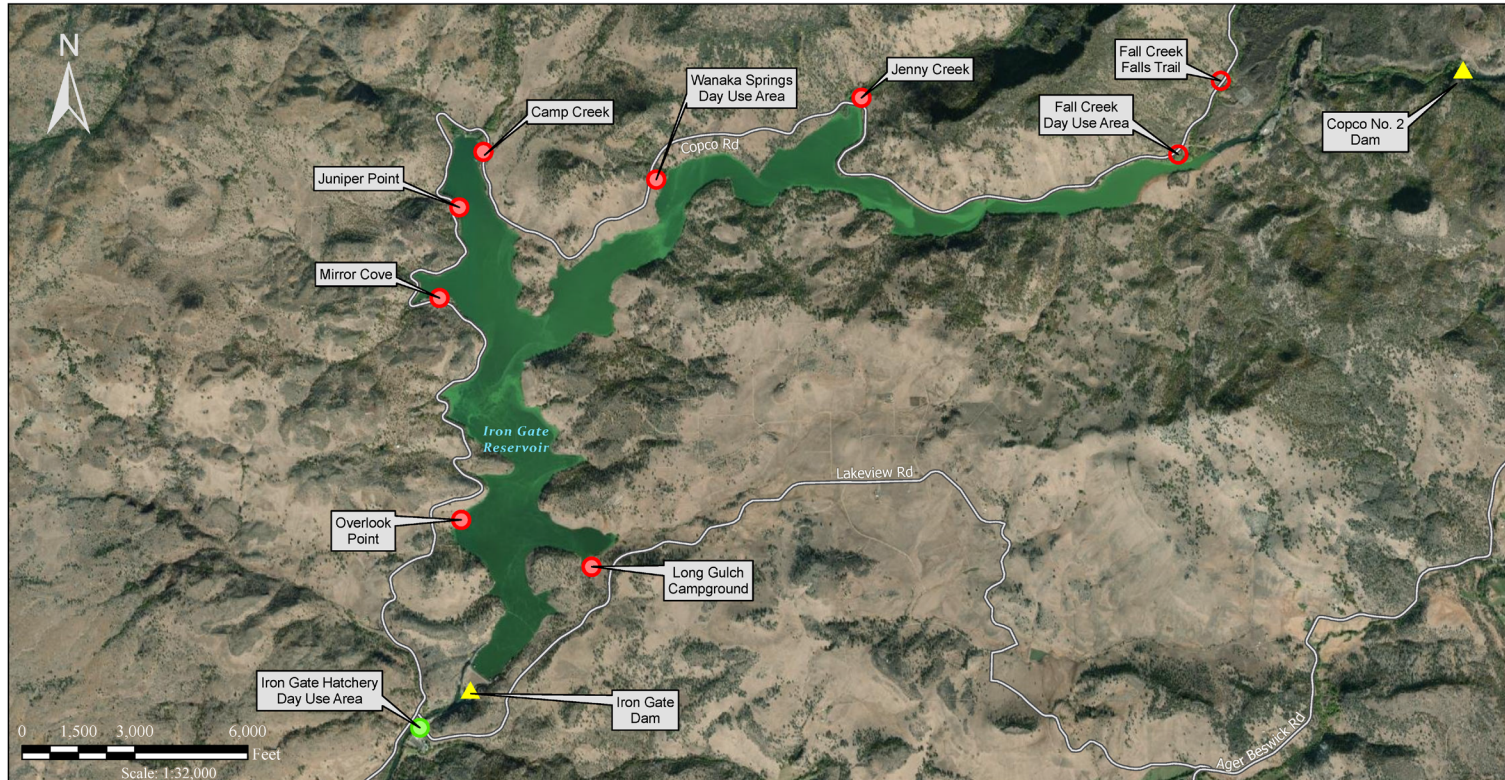 N
Fall Creek
Falls Trail
Wanaka Springs
Day Use Area
Jenny Creek
Camp Creek
Fall Creek
Day Use Area
Copco No. 2
Dam
Copco Rd
Juniper Point
Mirror Cove
Iron Gate
Reservoir
Lakeview Rd
Overlook
Point
Long Gulch
Campground
Iron Gate Hatchery
Day Use Area
Iron Gate
Dam
Ager Beswick Rd
0 1,500 3,000 6,000
Feet
Scale: 1:32,000